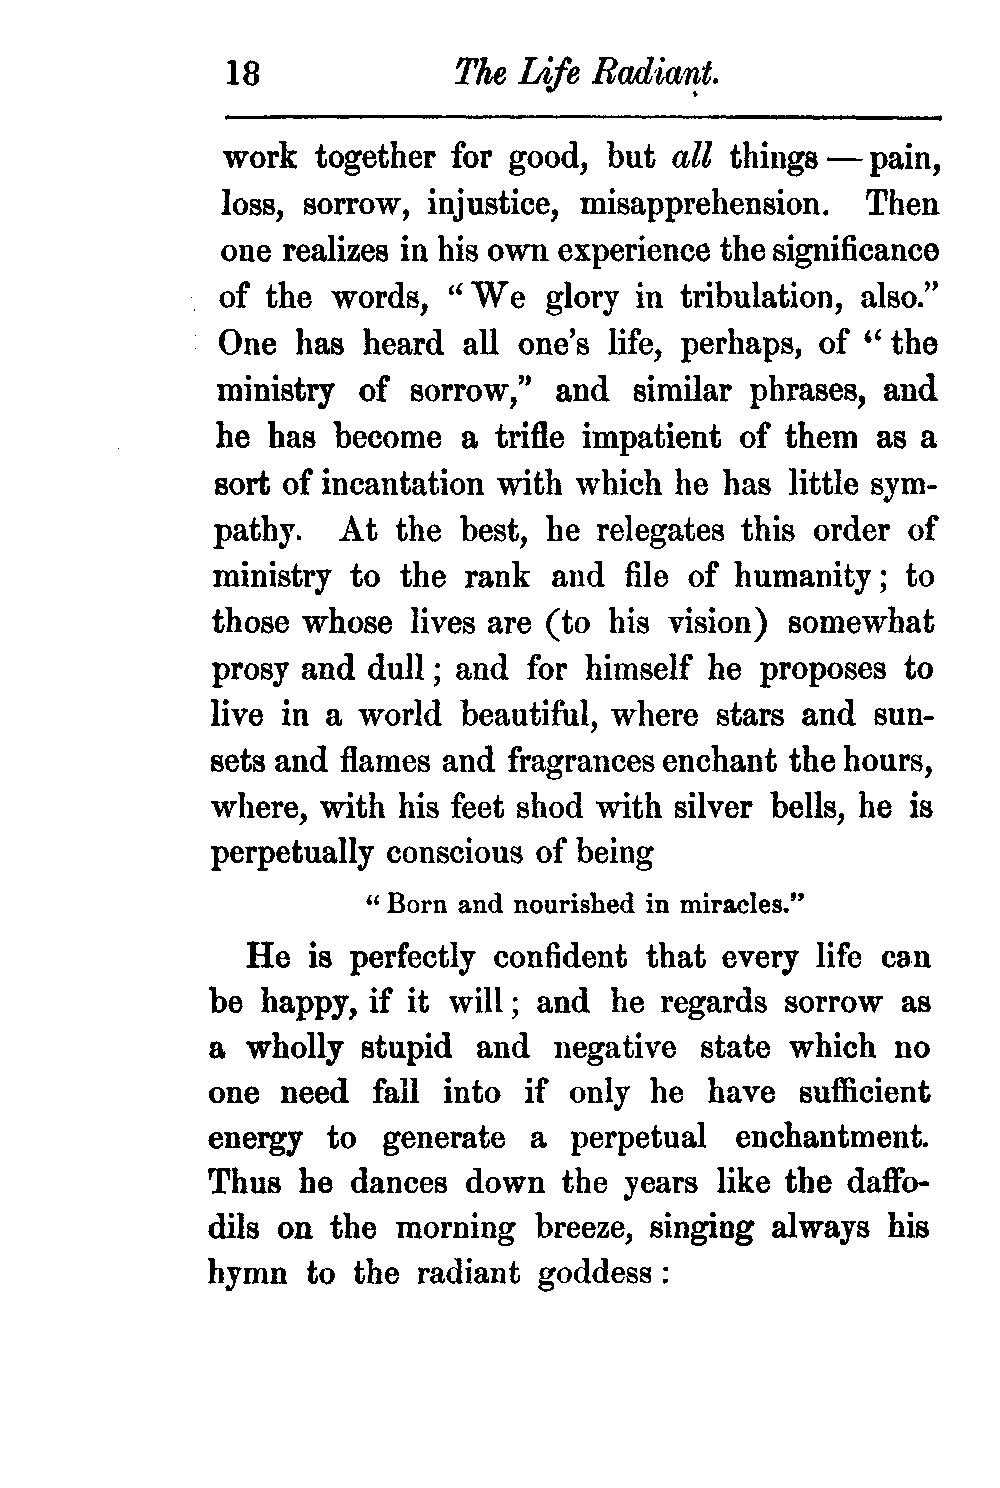 18 The Life Radiant.
work together for good, but all things — pain,
loss, sorrow, injustice, misapprehension. Then
one realizes in his own experience the significance
of the words, “We glory in tribulation, also.”
One has heard all one’s life, perhaps, of “the
ministry of sorrow,” and similar phrases, and
he has become a trifle impatient of them as a
sort of incantation with which he has little sym-
pathy. At the best, he relegates this order of
ministry to the rank and file of humanity; to
those whose lives are (to his vision) somewhat
prosy and dull; and for himself he proposes to
live in a world beautiful, where stars and sun-
sets and flames and fragrances enchant the hours,
where, with his feet shod with silver bells, he is
perpetually conscious of being
“Born and nourished in miracles.”
He is perfectly confident that every life can
be happy, if it will; and he regards sorrow as
a wholly stupid and negative state which no
one need fall into if only he have sufficient
energy to generate a perpetual enchantment.
Thus he dances down the years like the daffo-
dils on the morning breeze, singing always his
hymn to the radiant goddess: